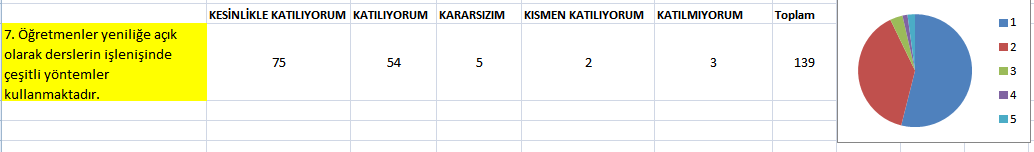 KESİNLİKLE KATILIYORUM KATILIYORUM KARARSIZIM KISMEN KATILIYORUM KATILMIYORUM Toplam
7. Öğretmenler yeniliğe açık
olarak derslerin işlenişinde
çeşitli yöntemler
kullanmaktadır.
75 54 5 2 3 139
1
2
3
4
5